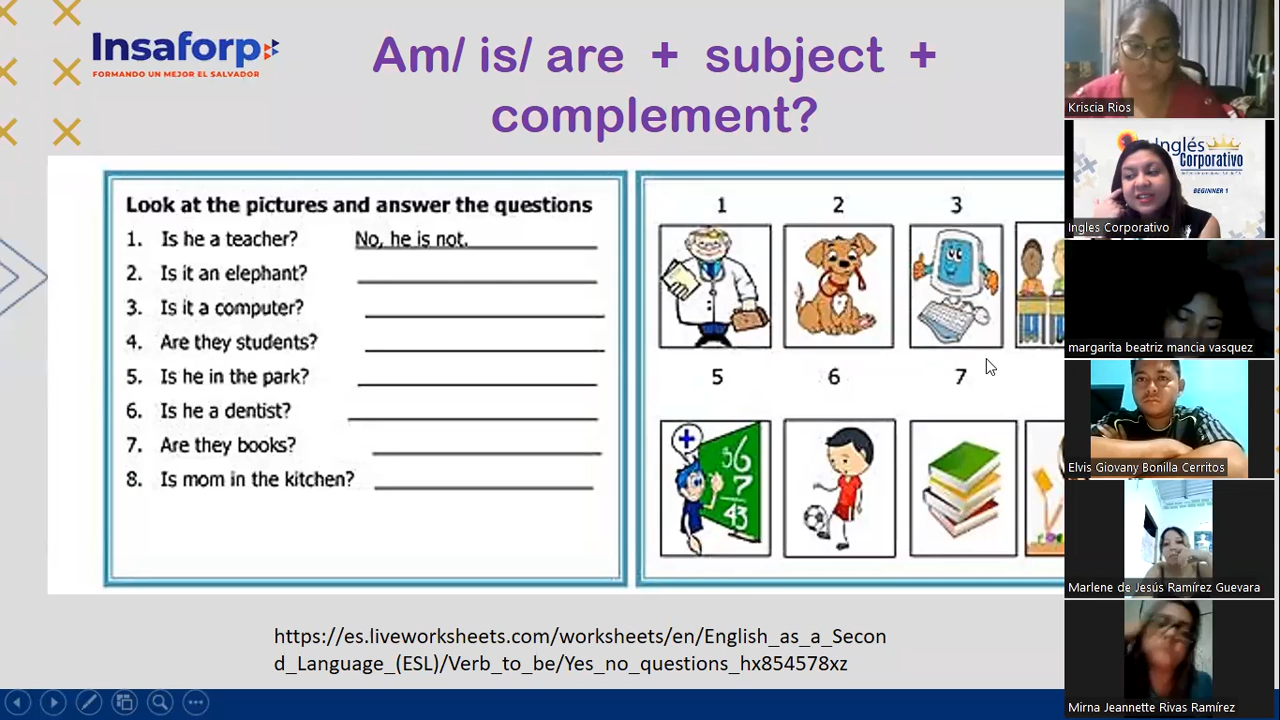 Insaforp
FORMANDO UN MEJOR EL SALVADOR
Am/ is/ are + subject +
complement?
Look at the pictures and answer the questions
1. Is he a teacher? No, he is not.
2. Is it an elephant?
3. Is it a computer?
4. Are they students?
5. Is he in the park?
6. Is he a dentist?
7. Are they books?
8. Is mom in the kitchen?
1 2 3
5 6 7
+
36
7
43
https://es.liveworksheets.com/worksheets/en/English_as_a_Secon
d_Language_(ESL)/Verb_to_be/Yes_no_questions_hx854578xz
Kriscia Rios
Inglés
Corporativo
BEGINNER 1
Ingles Corporativo
margarita beatriz mancia vasquez
Elvis Giovany Bonilla Cerritos
Marlene de Jesús Ramírez Guevara
Mirna Jeannette Rivas Ramírez